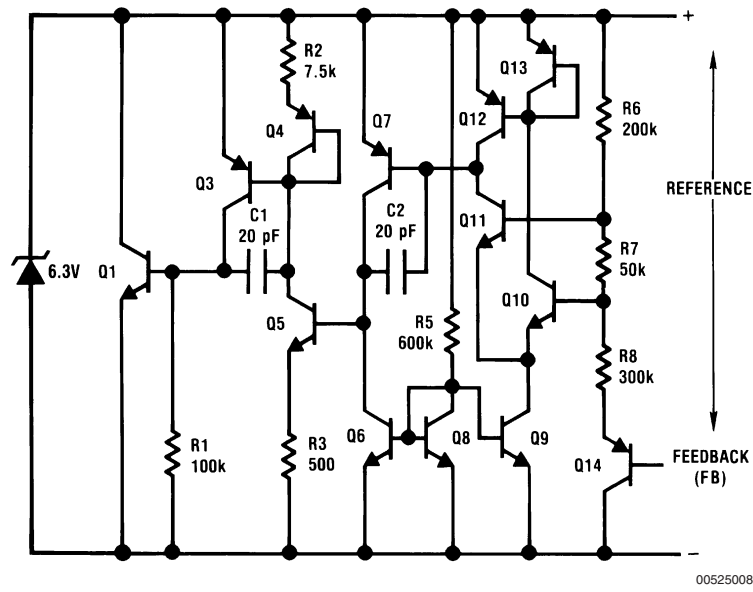 +
R2
7.5k
Q13
Q4
Q7
Q12
R6
200k
Q3
REFERENCE
C1
20 pF
C2
20 pF
Q11
6.3V
Q1
R7
50k
Q10
Q5
R5
600k
R8
300k
R1
100k
R3
500
Q6
Q8
Q9
Q14
FEEDBACK
(FB)
−
00525008